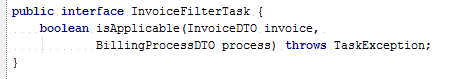 public interface InvoiceFilterTask {
    boolean isApplicable(InvoiceDTO invoice,
            BillingProcessDTO process) throws TaskException;
}